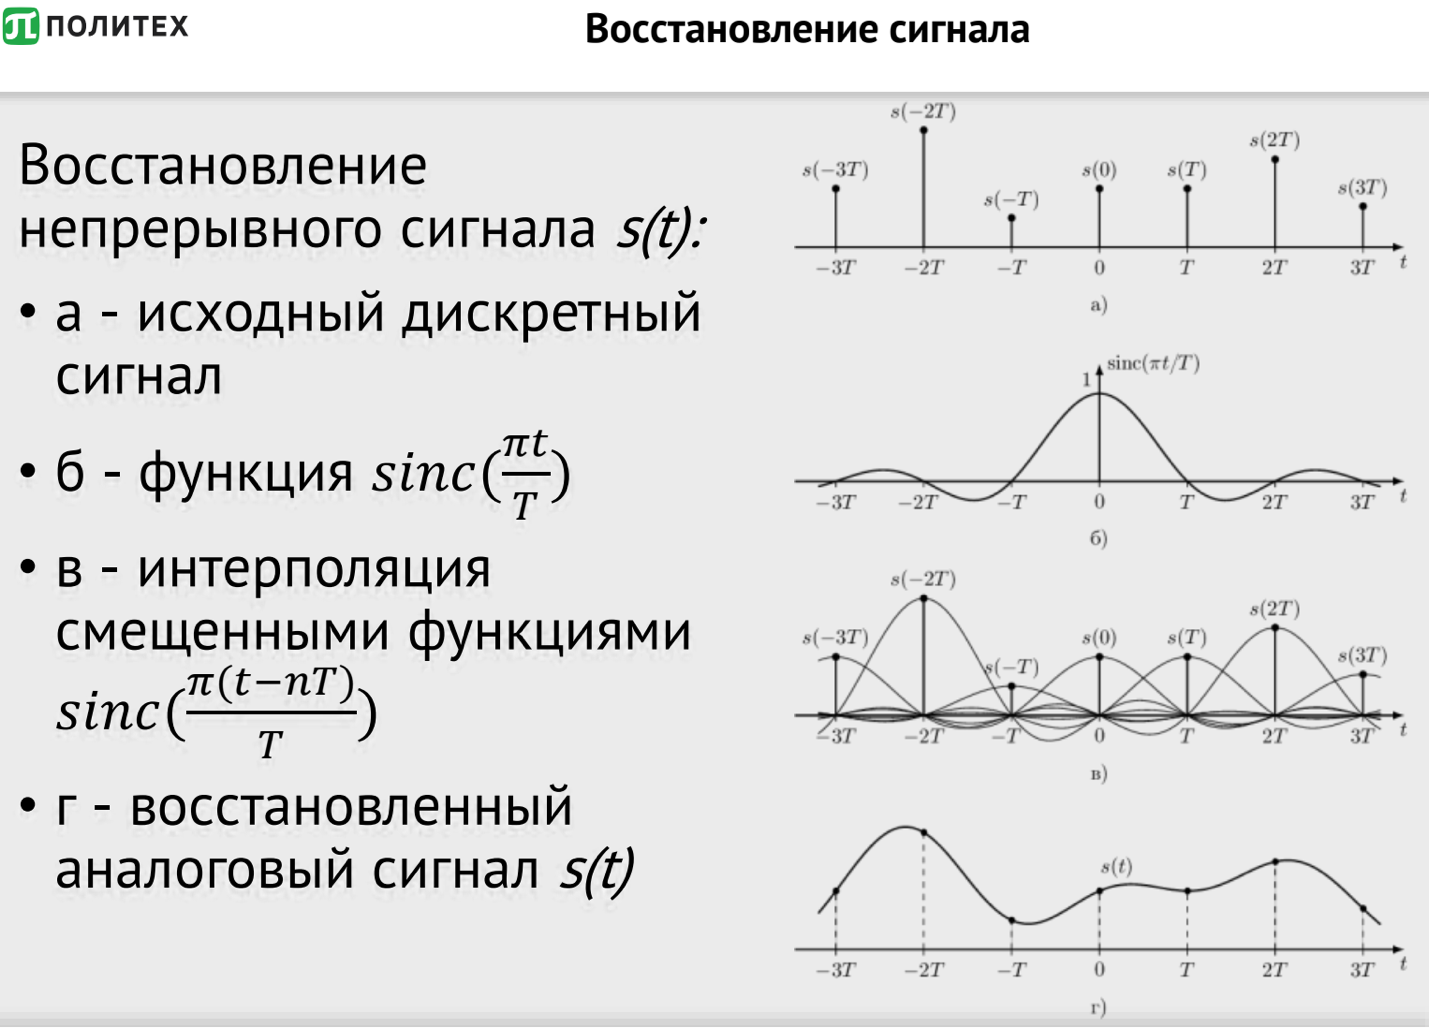 ПОЛИТЕХ
Восстановление сигнала
Восстановление
непрерывного сигнала s(t):
• а - исходный дискретный
сигнал
• б - функция sinc(πt/T)
• в - интерполяция
смещенными функциями
sinc(π(t−nT)/T)
• г - восстановленный
аналоговый сигнал s(t)
s(−3T) s(−2T) s(−T) s(0) s(T) s(2T) s(3T)
−3T −2T −T 0 T 2T 3T t
а)
1 sinc(πt/T)
−3T −2T −T 0 T 2T 3T t
б)
s(−3T) s(−2T) s(−T) s(0) s(T) s(2T) s(3T)
−3T −2T −T 0 T 2T 3T t
в)
s(t)
−3T −2T −T 0 T 2T 3T t
г)